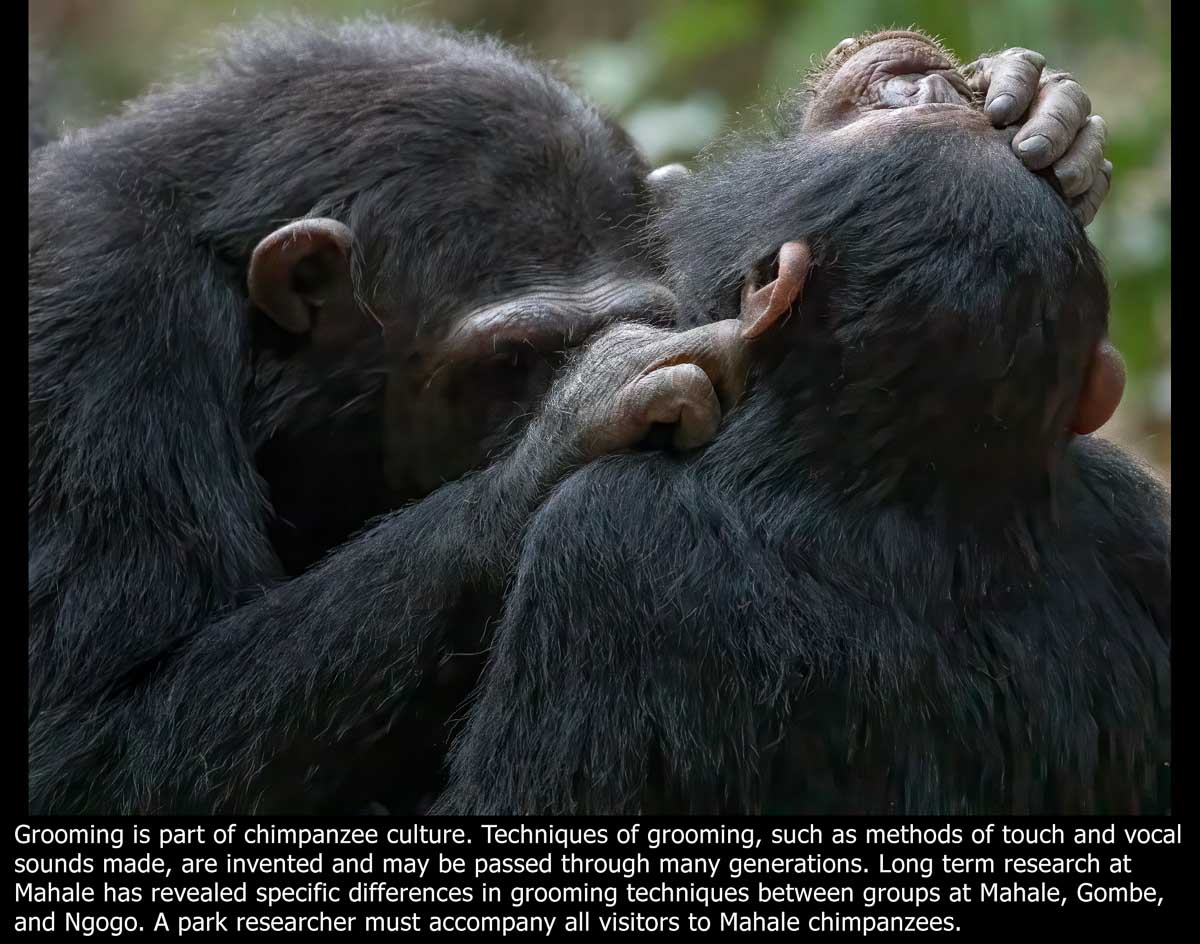 Grooming is part of chimpanzee culture. Techniques of grooming, such as methods of touch and vocal
sounds made, are invented and may be passed through many generations. Long term research at
Mahale has revealed specific differences in grooming techniques between groups at Mahale, Gombe,
and Ngogo. A park researcher must accompany all visitors to Mahale chimpanzees.